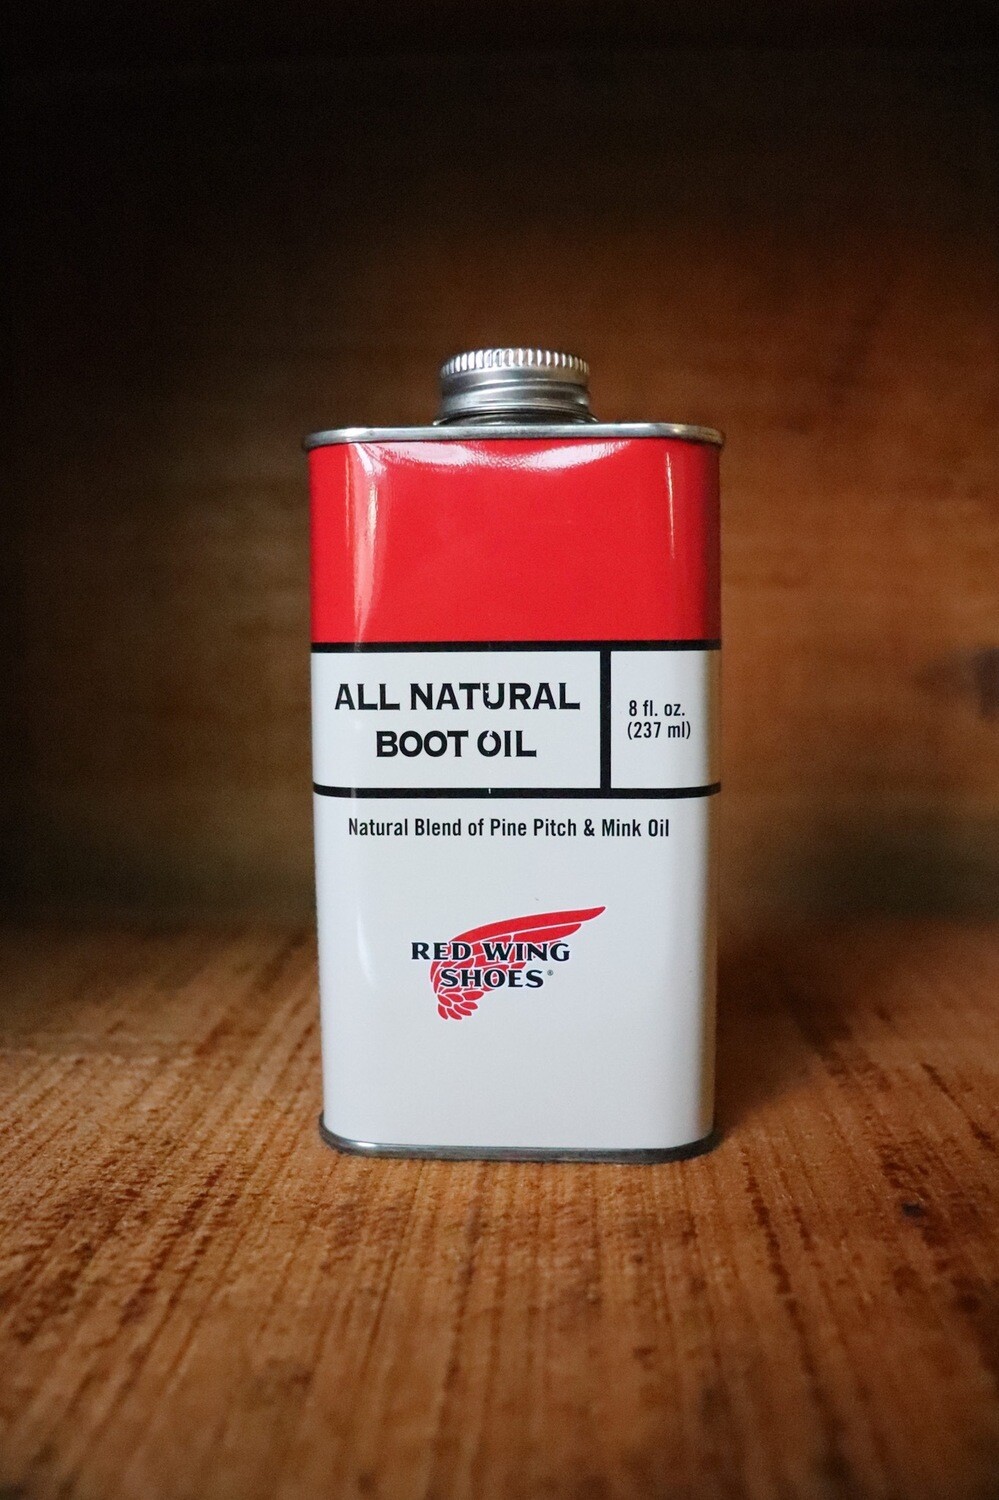 ALL NATURAL
BOOT OIL
8 fl. oz.
(237 ml)
Natural Blend of Pine Pitch & Mink Oil
RED WING
SHOES®